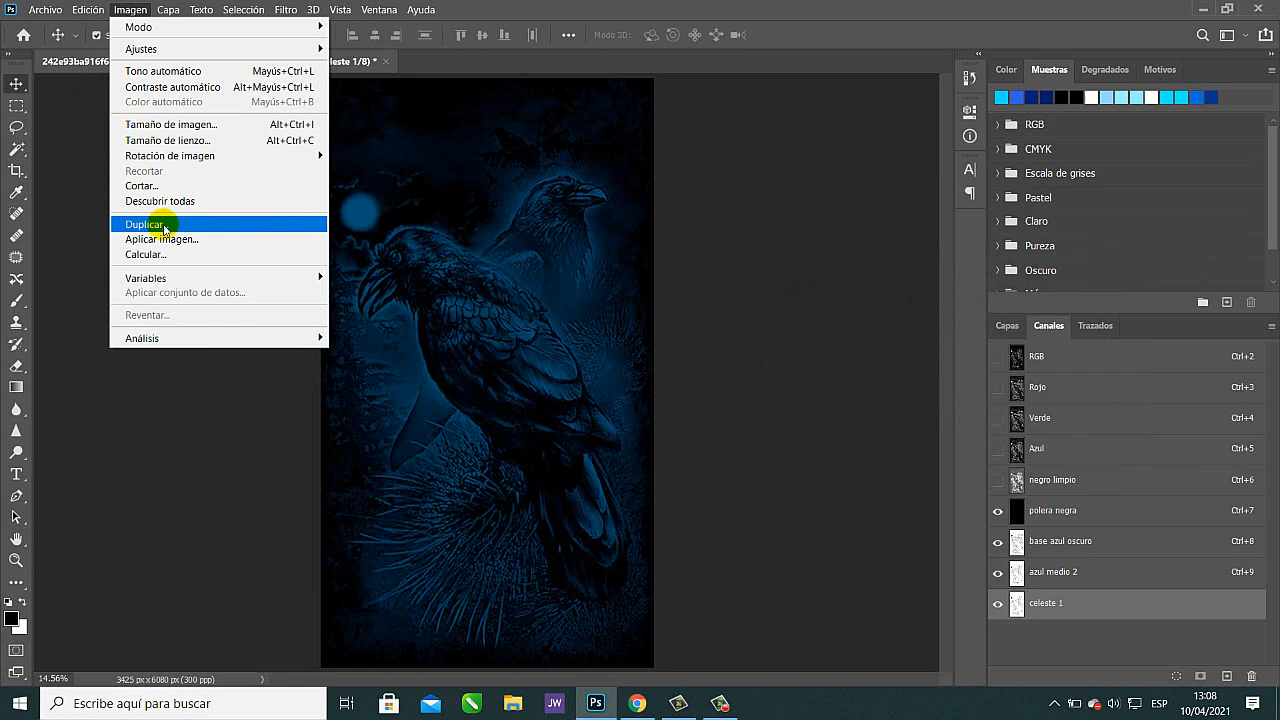 Ps Archivo Edición Imagen Capa Texto Selección Filtro 3D Vista Ventana Ayuda
Modo 3D:
242e93ba916f6
leste 1/8) *
Modo
Ajustes
Tono automático Mayús+Ctrl+L
Contraste automático Alt+Mayús+Ctrl+L
Color automático Mayús+Ctrl+B
Tamaño de imagen... Alt+Ctrl+I
Tamaño de lienzo... Alt+Ctrl+C
Rotación de imagen
Recortar
Cortar...
Descubrir todas
Duplicar
Aplicar imagen...
Calcular...
Variables
Aplicar conjunto de datos...
Reventar...
Análisis
Color Muestras Degradados Motivos
RGB
CMYK
Escala de grises
Pastel
Claro
Pureza
Oscuro
Capas Canales Trazados
RGB Ctrl+2
Rojo Ctrl+3
Verde Ctrl+4
Azul Ctrl+5
negro limpio Ctrl+6
polera negra Ctrl+7
base azul oscuro Ctrl+8
azul medio 2 Ctrl+9
celeste 1
14.56% 3425 px x 6080 px (300 ppp)
Escribe aquí para buscar
JW
Ps
ESP
13:08
10/04/2021